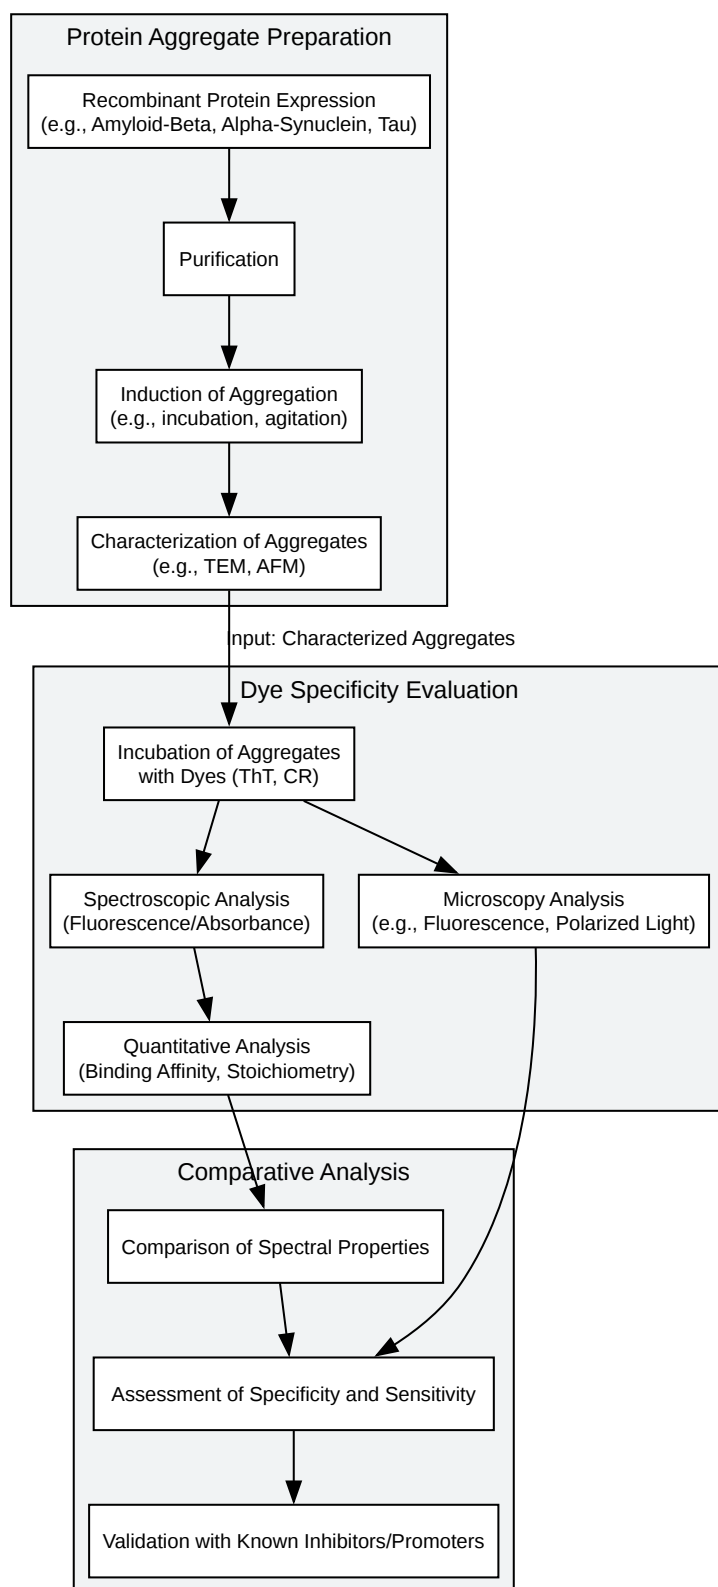 Protein Aggregate Preparation
Recombinant Protein Expression
(e.g., Amyloid-Beta, Alpha-Synuclein, Tau)
Purification
Induction of Aggregation
(e.g., incubation, agitation)
Characterization of Aggregates
(e.g., TEM, AFM)
Input: Characterized Aggregates
Dye Specificity Evaluation
Incubation of Aggregates
with Dyes (ThT, CR)
Spectroscopic Analysis
(Fluorescence/Absorbance)
Microscopy Analysis
(e.g., Fluorescence, Polarized Light)
Quantitative Analysis
(Binding Affinity, Stoichiometry)
Comparative Analysis
Comparison of Spectral Properties
Assessment of Specificity and Sensitivity
Validation with Known Inhibitors/Promoters